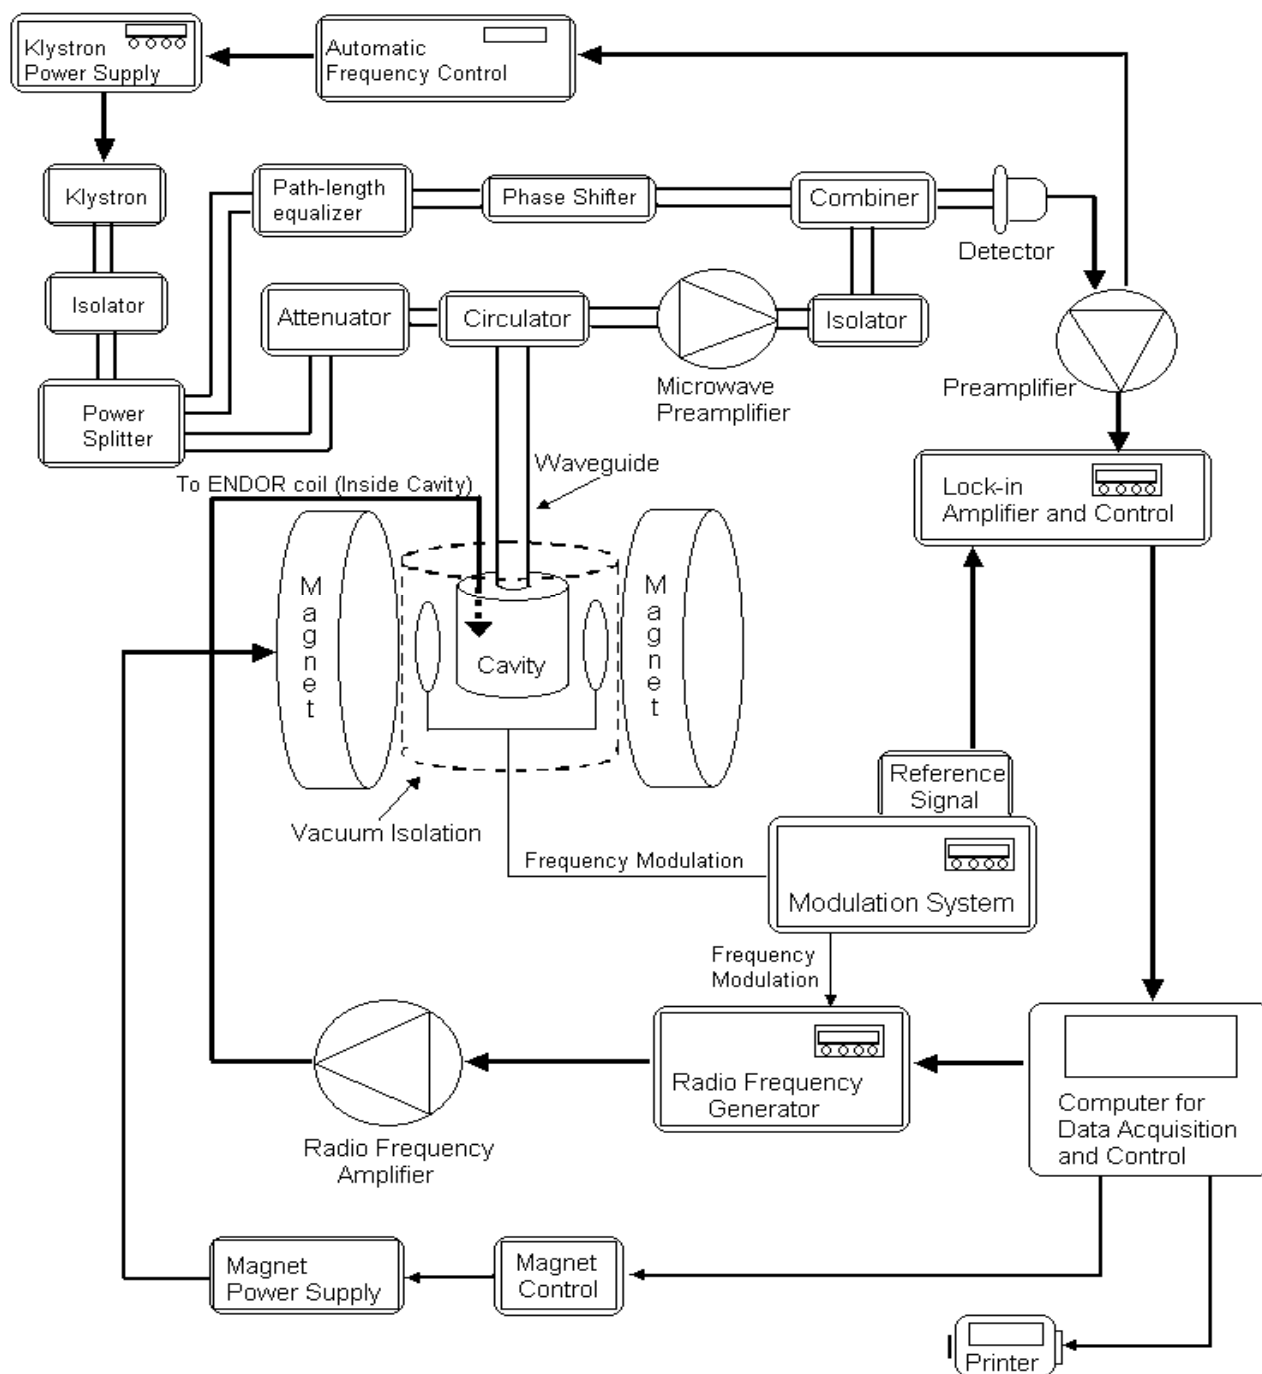 Klystron
Power Supply
Automatic
Frequency Control
Klystron
Path-length
equalizer
Phase Shifter
Combiner
Detector
Isolator
Attenuator
Circulator
Isolator
Microwave
Preamplifier
Preamplifier
Power
Splitter
Waveguide
To ENDOR coil (Inside Cavity)
Lock-in
Amplifier and Control
Magnet
Cavity
Magnet
Reference
Signal
Vacuum Isolation
Frequency Modulation
Modulation System
Frequency
Modulation
Radio Frequency
Generator
Computer for
Data Acquisition
and Control
Radio Frequency
Amplifier
Magnet
Power Supply
Magnet
Control
Printer